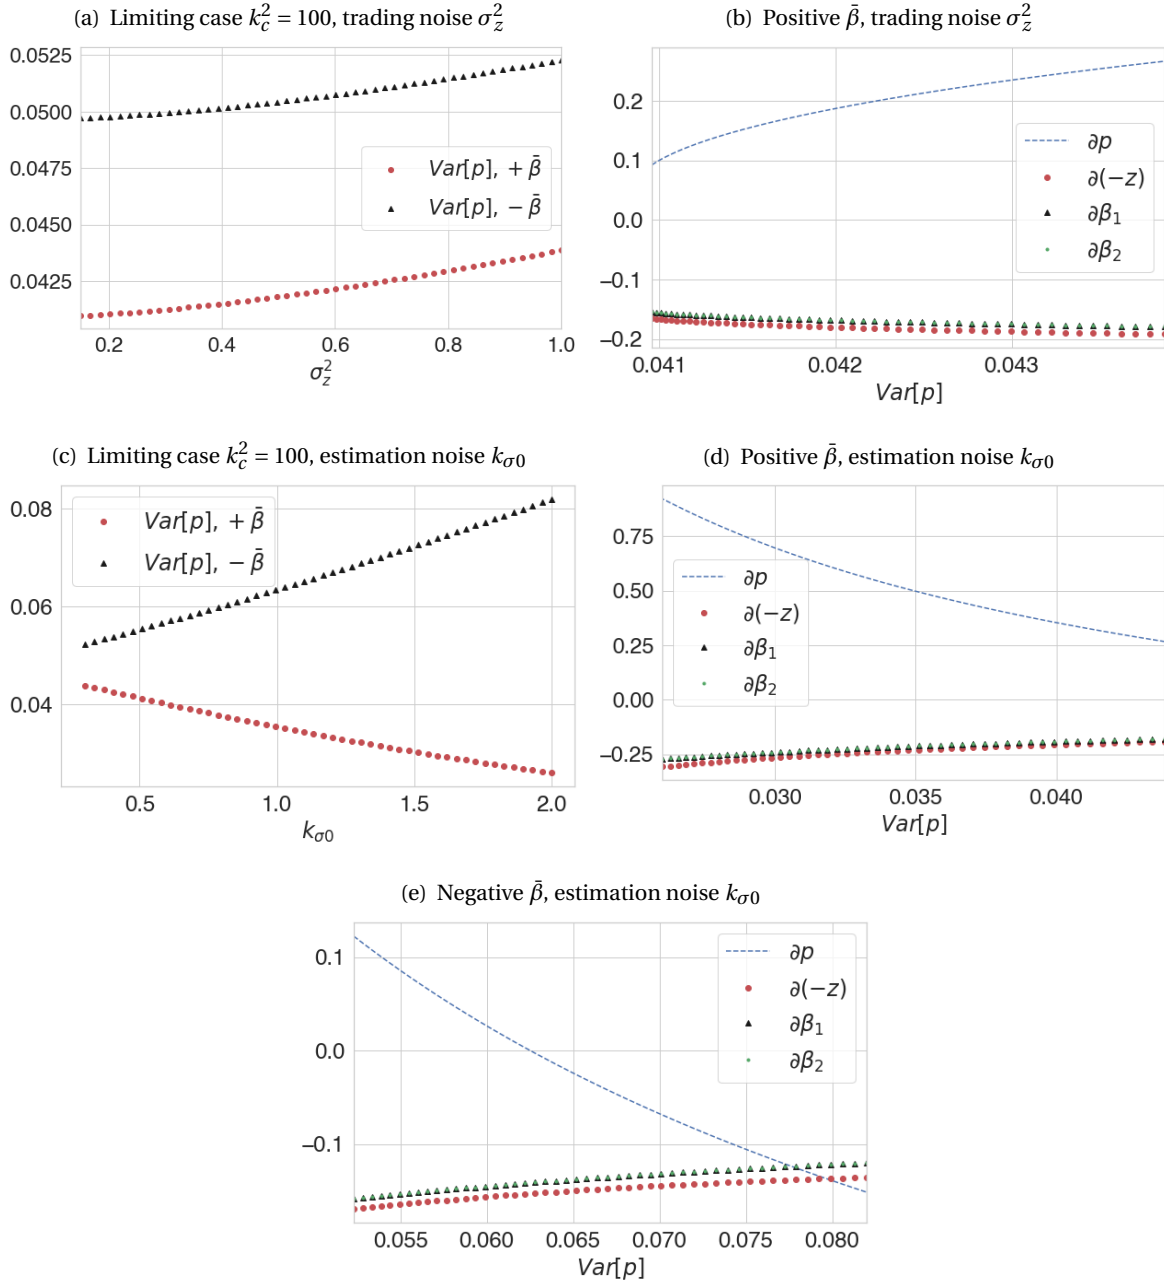 (a) Limiting case k_c^2 = 100, trading noise σ_z^2
0.0525
0.0500
0.0475
0.0450
0.0425
Var[p], + β̄
Var[p], − β̄
0.2 0.4 0.6 0.8 1.0
σ_z^2
(b) Positive β̄, trading noise σ_z^2
0.2
0.1
0.0
−0.1
−0.2
∂p
∂(−z)
∂β₁
∂β₂
0.041 0.042 0.043
Var[p]
(c) Limiting case k_c^2 = 100, estimation noise k_σ0
0.08
0.06
0.04
Var[p], + β̄
Var[p], − β̄
0.5 1.0 1.5 2.0
k_σ0
(d) Positive β̄, estimation noise k_σ0
0.75
0.50
0.25
0.00
−0.25
∂p
∂(−z)
∂β₁
∂β₂
0.030 0.035 0.040
Var[p]
(e) Negative β̄, estimation noise k_σ0
0.1
0.0
−0.1
∂p
∂(−z)
∂β₁
∂β₂
0.055 0.060 0.065 0.070 0.075 0.080
Var[p]